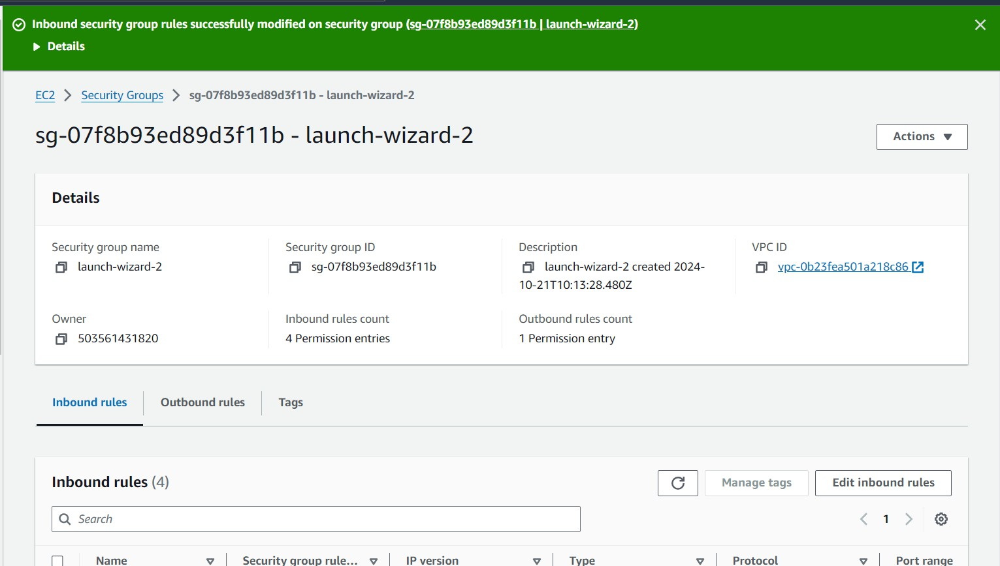 Inbound security group rules successfully modified on security group (sg-07f8b93ed89d3f11b | launch-wizard-2)
Details
EC2 > Security Groups > sg-07f8b93ed89d3f11b - launch-wizard-2
sg-07f8b93ed89d3f11b - launch-wizard-2
Actions
Details
Security group name
launch-wizard-2
Security group ID
sg-07f8b93ed89d3f11b
Description
launch-wizard-2 created 2024-
10-21T10:13:28.480Z
VPC ID
vpc-0b23fea501a218c86
Owner
503561431820
Inbound rules count
4 Permission entries
Outbound rules count
1 Permission entry
Inbound rules
Outbound rules
Tags
Inbound rules (4)
Manage tags
Edit inbound rules
Search
1
Name
Security group rule...
IP version
Type
Protocol
Port range